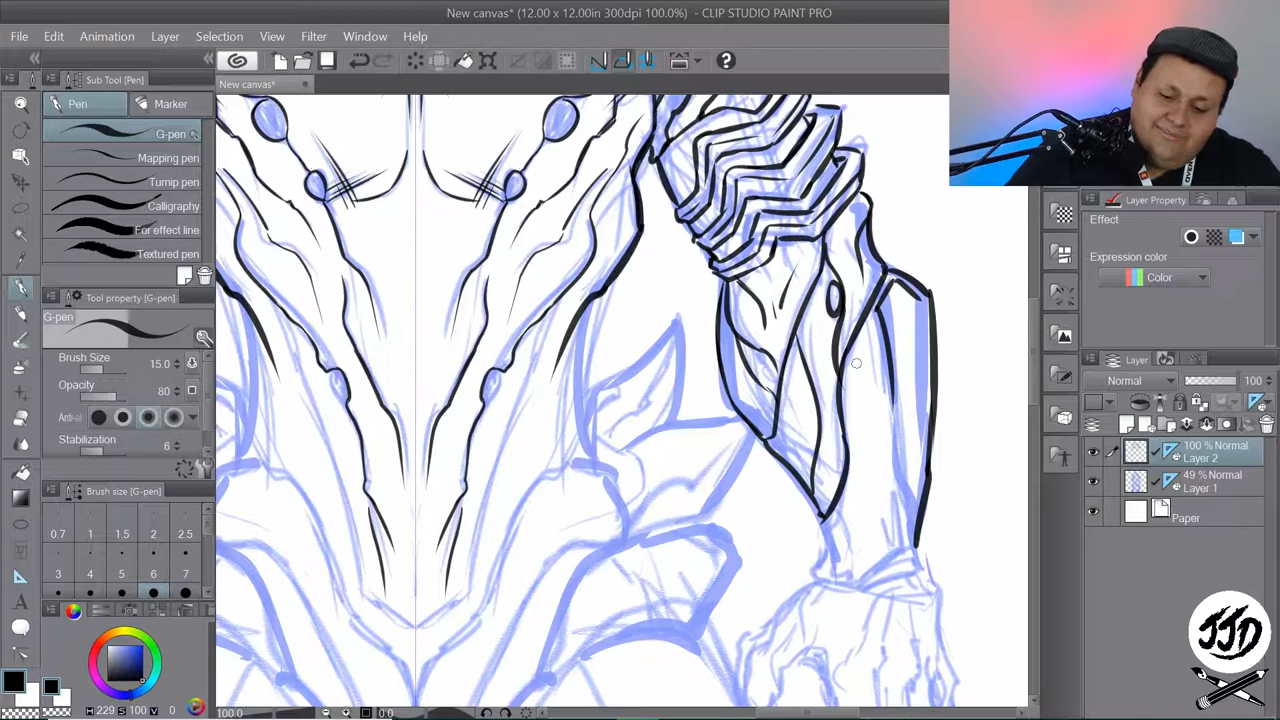 New canvas* (12.00 x 12.00in 300dpi 100.0%) - CLIP STUDIO PAINT PRO
File Edit Animation Layer Selection View Filter Window Help
Sub Tool [Pen]
New canvas*
Pen Marker
G-pen
Mapping pen
Turnip pen
Calligraphy
For effect line
Textured pen
Tool property [G-pen]
G-pen
Brush Size 15.0
Opacity 80
Anti-al
Stabilization 6
Brush size [G-pen]
0.7 1 1.5 2 2.5
3 4 5 6 7
H 229 S 100 V 0
100.0 0.0
Layer Property
Effect
Expression color
Color
Layer
Normal 100
100 % Normal
Layer 2
49 % Normal
Layer 1
Paper
JJD